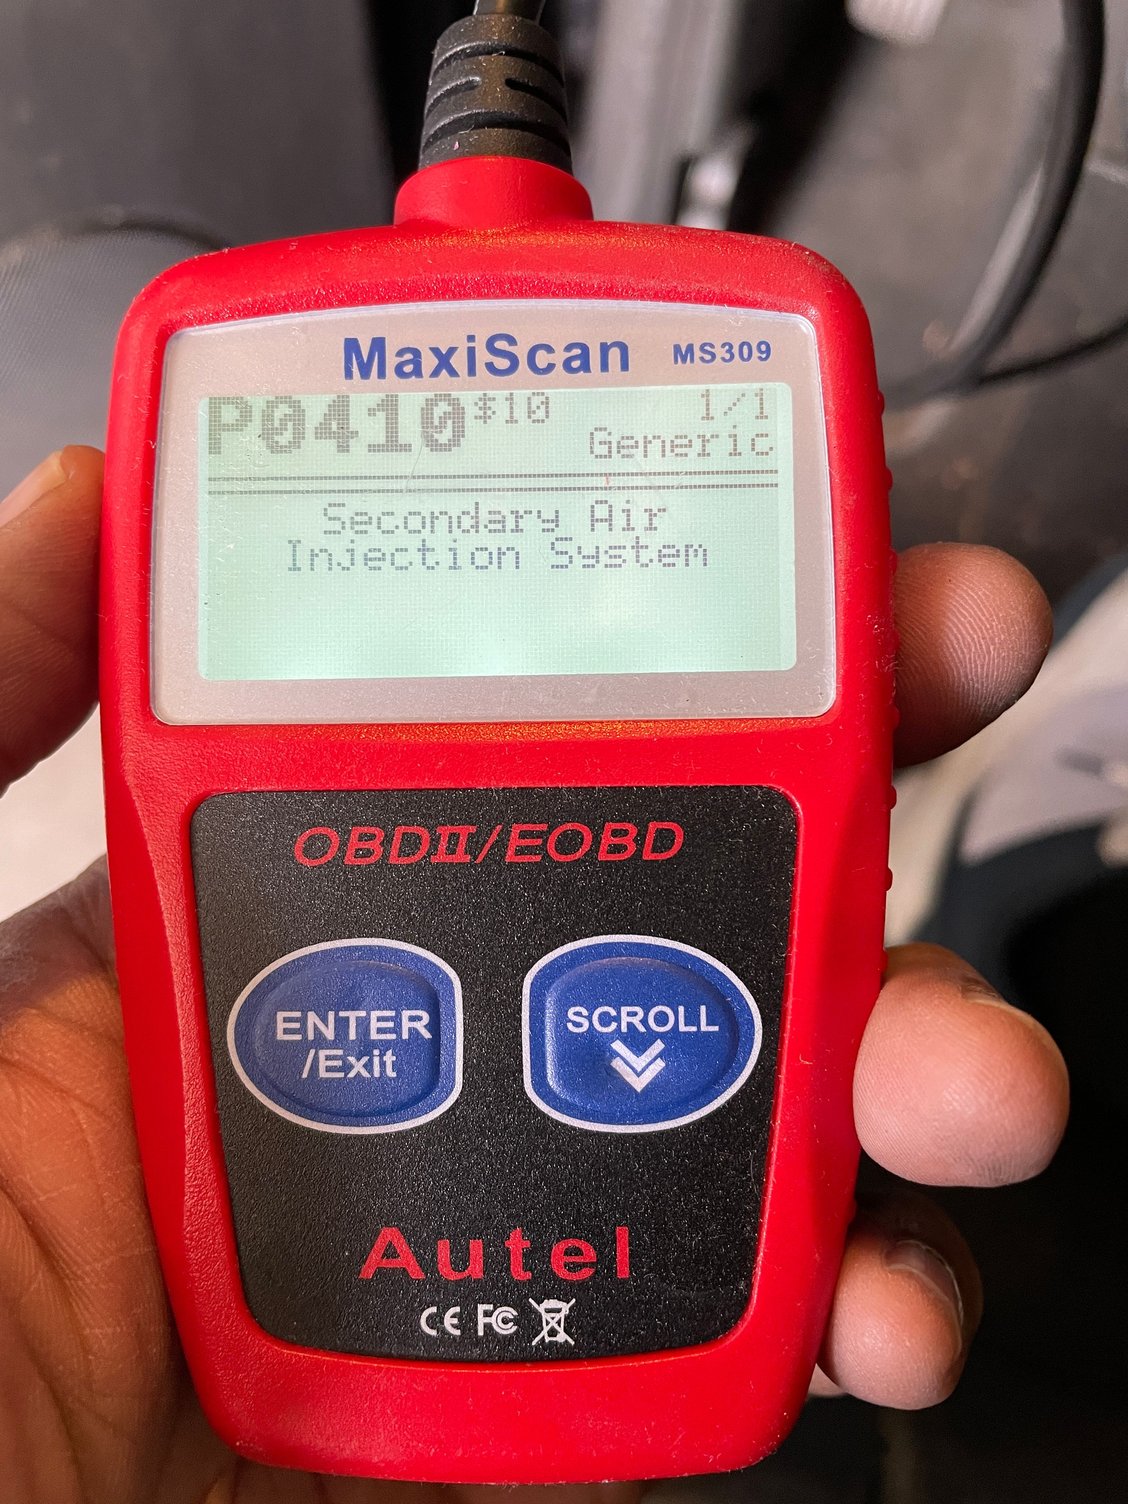 MaxiScan MS309
P0410 $10 1/1
Generic
Secondary Air
Injection System
OBDII/EOBD
ENTER
/Exit
SCROLL
Autel
CE FC